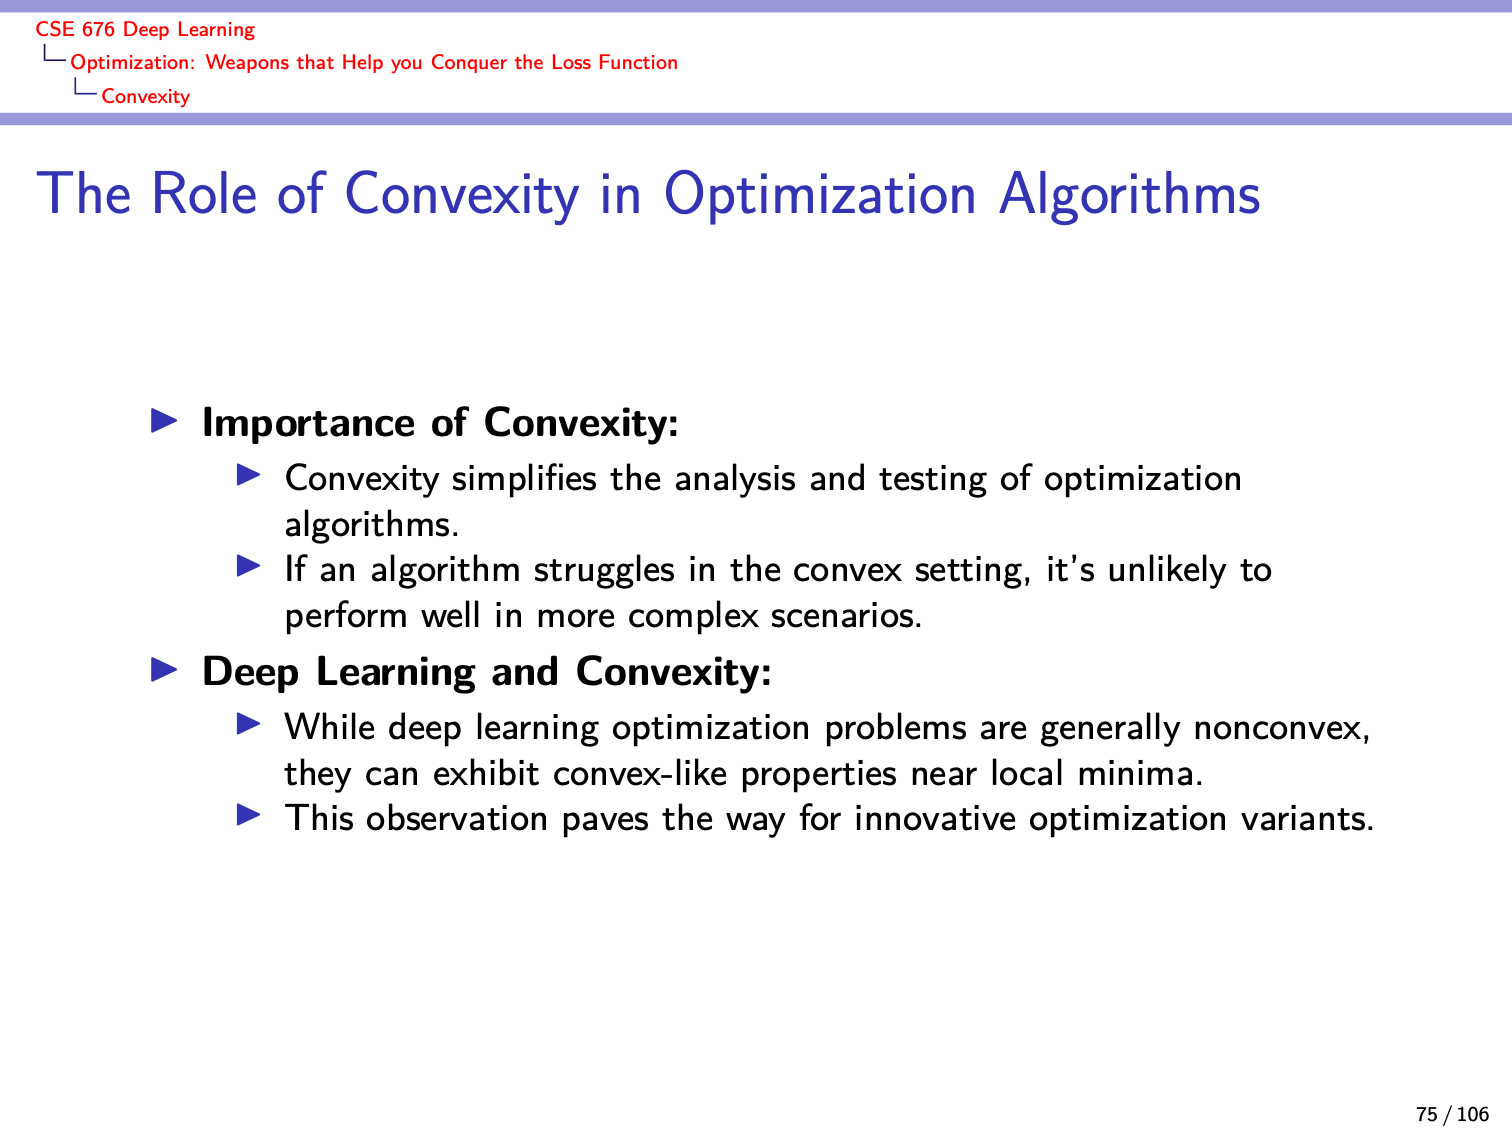 CSE 676 Deep Learning
Optimization: Weapons that Help you Conquer the Loss Function
Convexity
The Role of Convexity in Optimization Algorithms
Importance of Convexity:
Convexity simplifies the analysis and testing of optimization
algorithms.
If an algorithm struggles in the convex setting, it's unlikely to
perform well in more complex scenarios.
Deep Learning and Convexity:
While deep learning optimization problems are generally nonconvex,
they can exhibit convex-like properties near local minima.
This observation paves the way for innovative optimization variants.
75 / 106